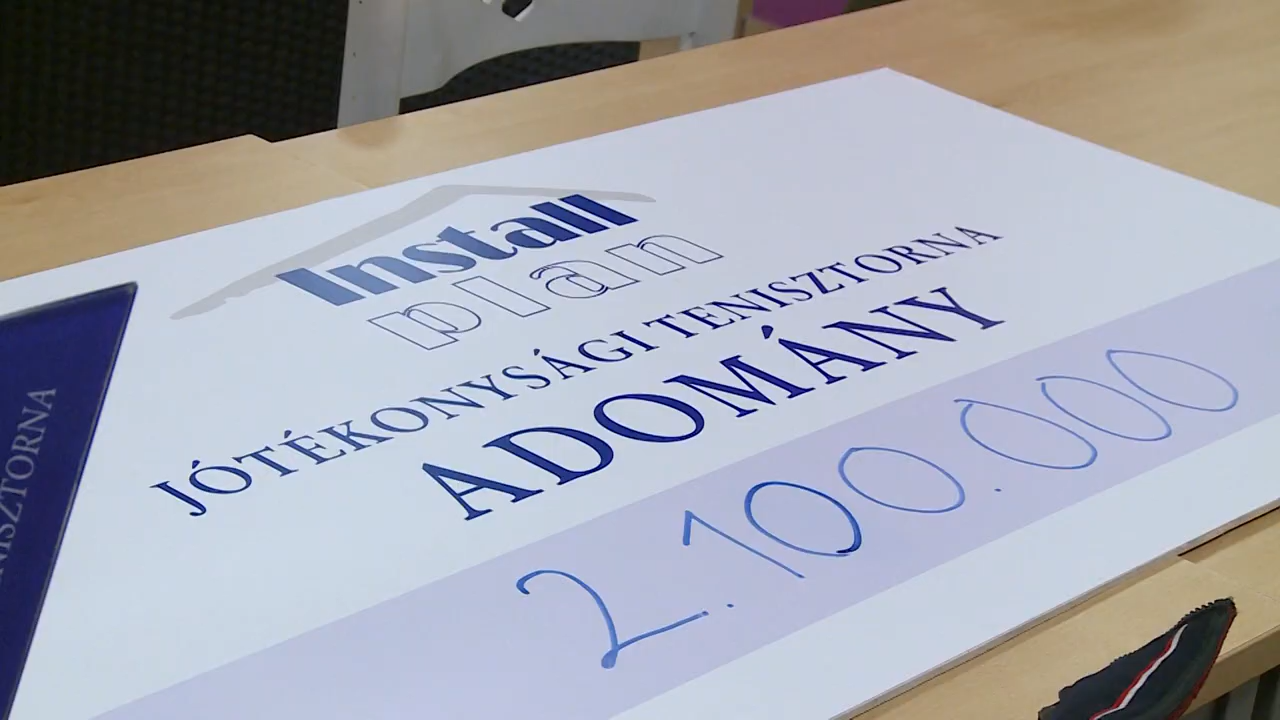 Install
plan
JÓTÉKONYSÁGI TENISZTORNA
ADOMÁNY
2.100.000